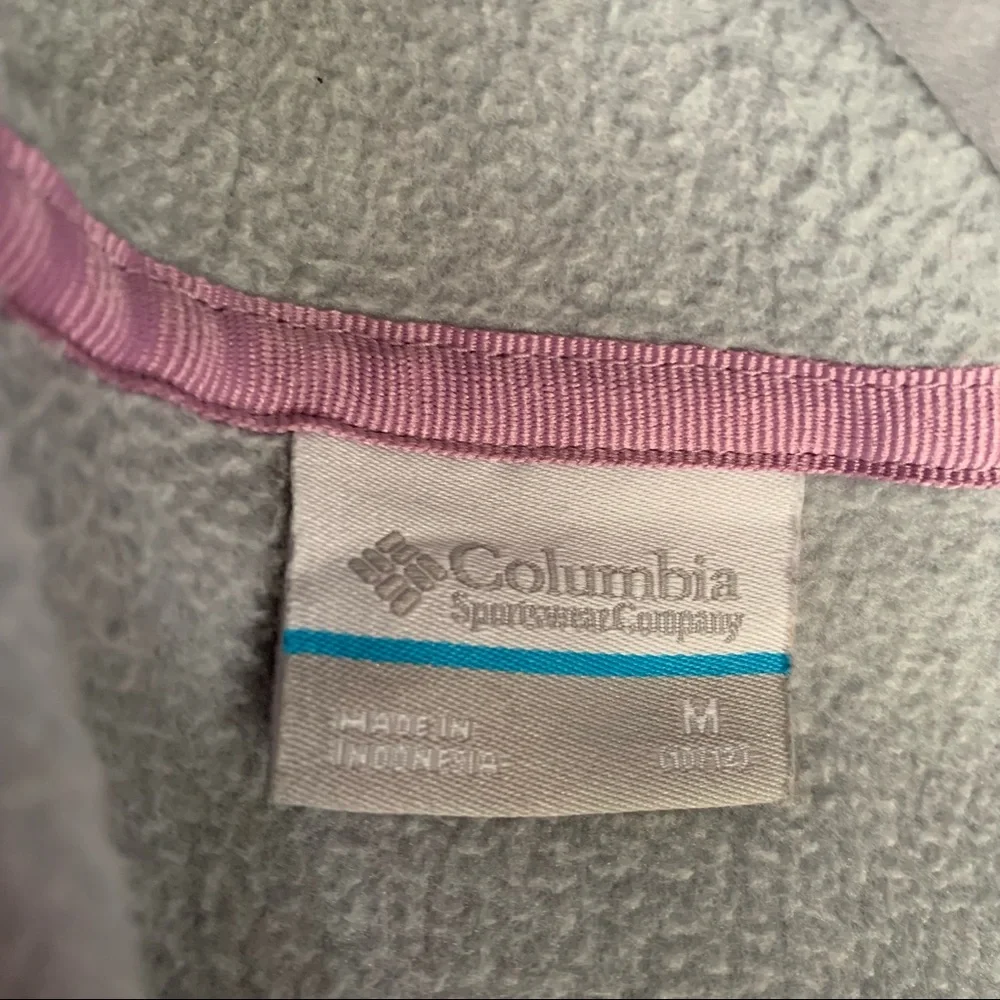 Columbia
Sportswear Company
MADE IN
INDONESIA
M
(10/12)